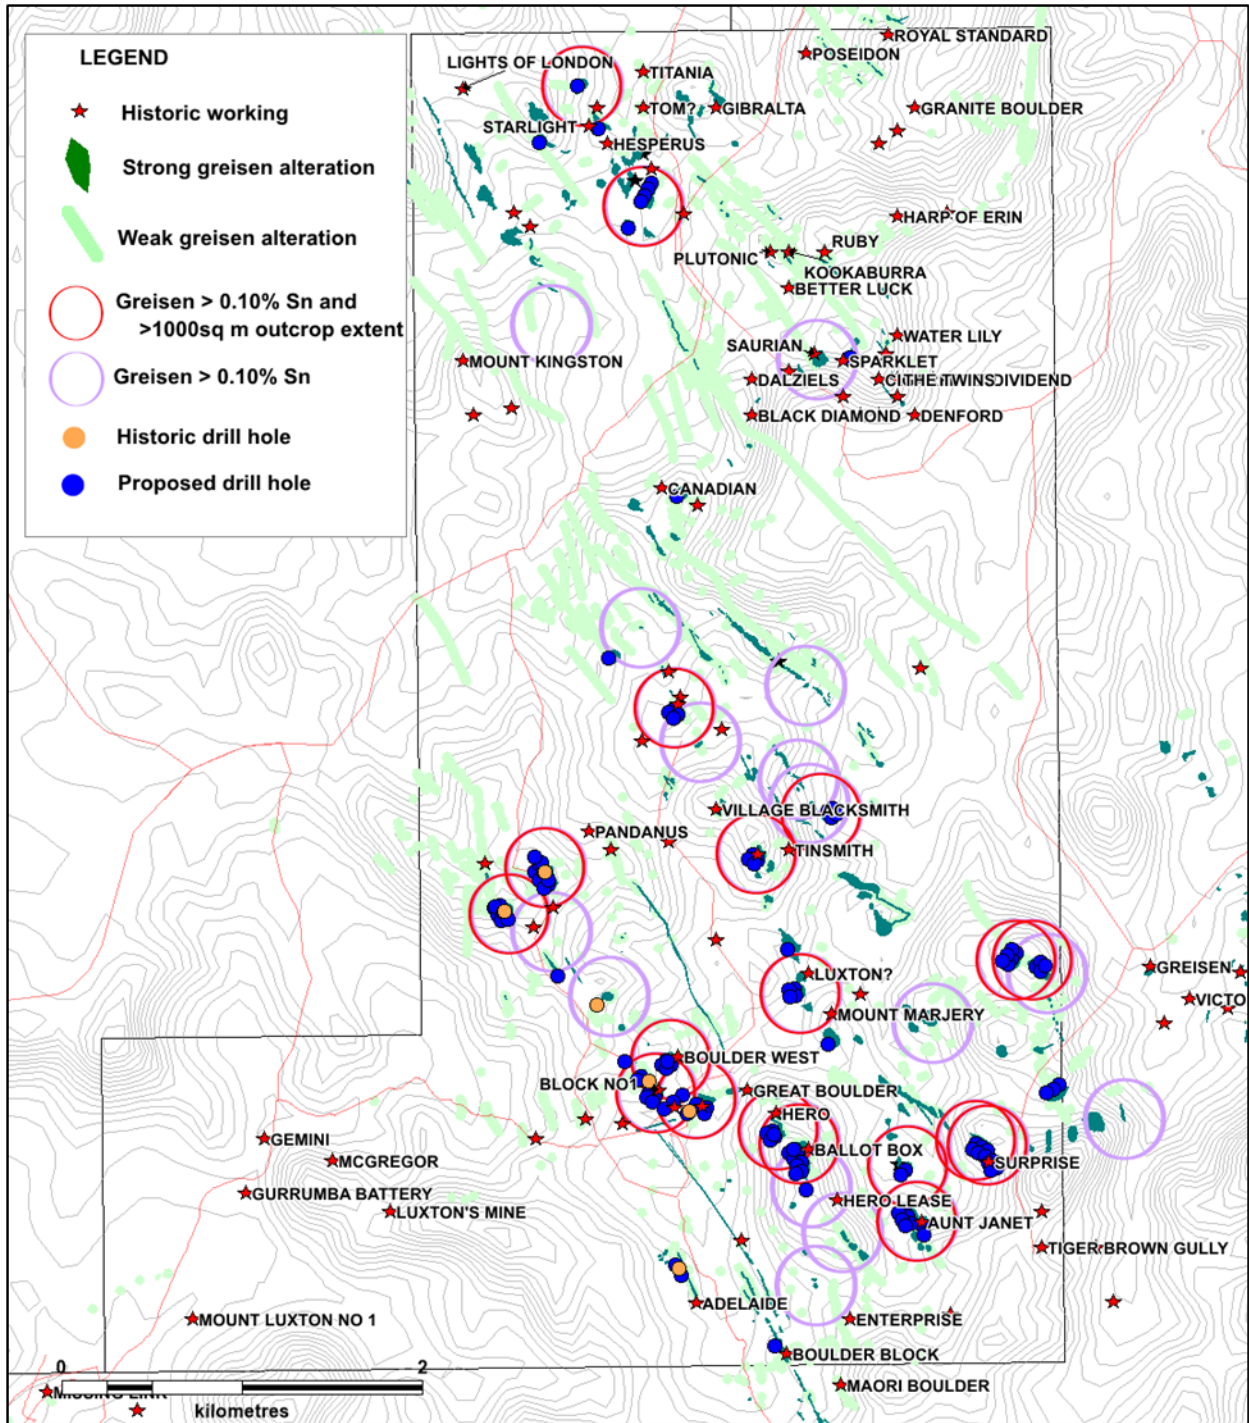 LEGEND
Historic working
Strong greisen alteration
Weak greisen alteration
Greisen > 0.10% Sn and
>1000sq m outcrop extent
Greisen > 0.10% Sn
Historic drill hole
Proposed drill hole
ROYAL STANDARD
POSEIDON
LIGHTS OF LONDON
TITANIA
TOM?
GIBRALTA
GRANITE BOULDER
STARLIGHT
HESPERUS
HARP OF ERIN
PLUTONIC
RUBY
KOOKABURRA
BETTER LUCK
WATER LILY
SAURIAN
SPARKLET
MOUNT KINGSTON
DALZIELS
THE TWINS
DIVIDEND
BLACK DIAMOND
DENFORD
CANADIAN
VILLAGE BLACKSMITH
PANDANUS
TINSMITH
LUXTON?
GREISEN
VICTO
MOUNT MARJERY
BOULDER WEST
BLOCK NO1
GREAT BOULDER
HERO
GEMINI
BALLOT BOX
MCGREGOR
SURPRISE
GURRUMBA BATTERY
HERO LEASE
LUXTON'S MINE
AUNT JANET
TIGER BROWN GULLY
ADELAIDE
MOUNT LUXTON NO 1
ENTERPRISE
BOULDER BLOCK
0
2
MAORI BOULDER
MISSING LINK
kilometres